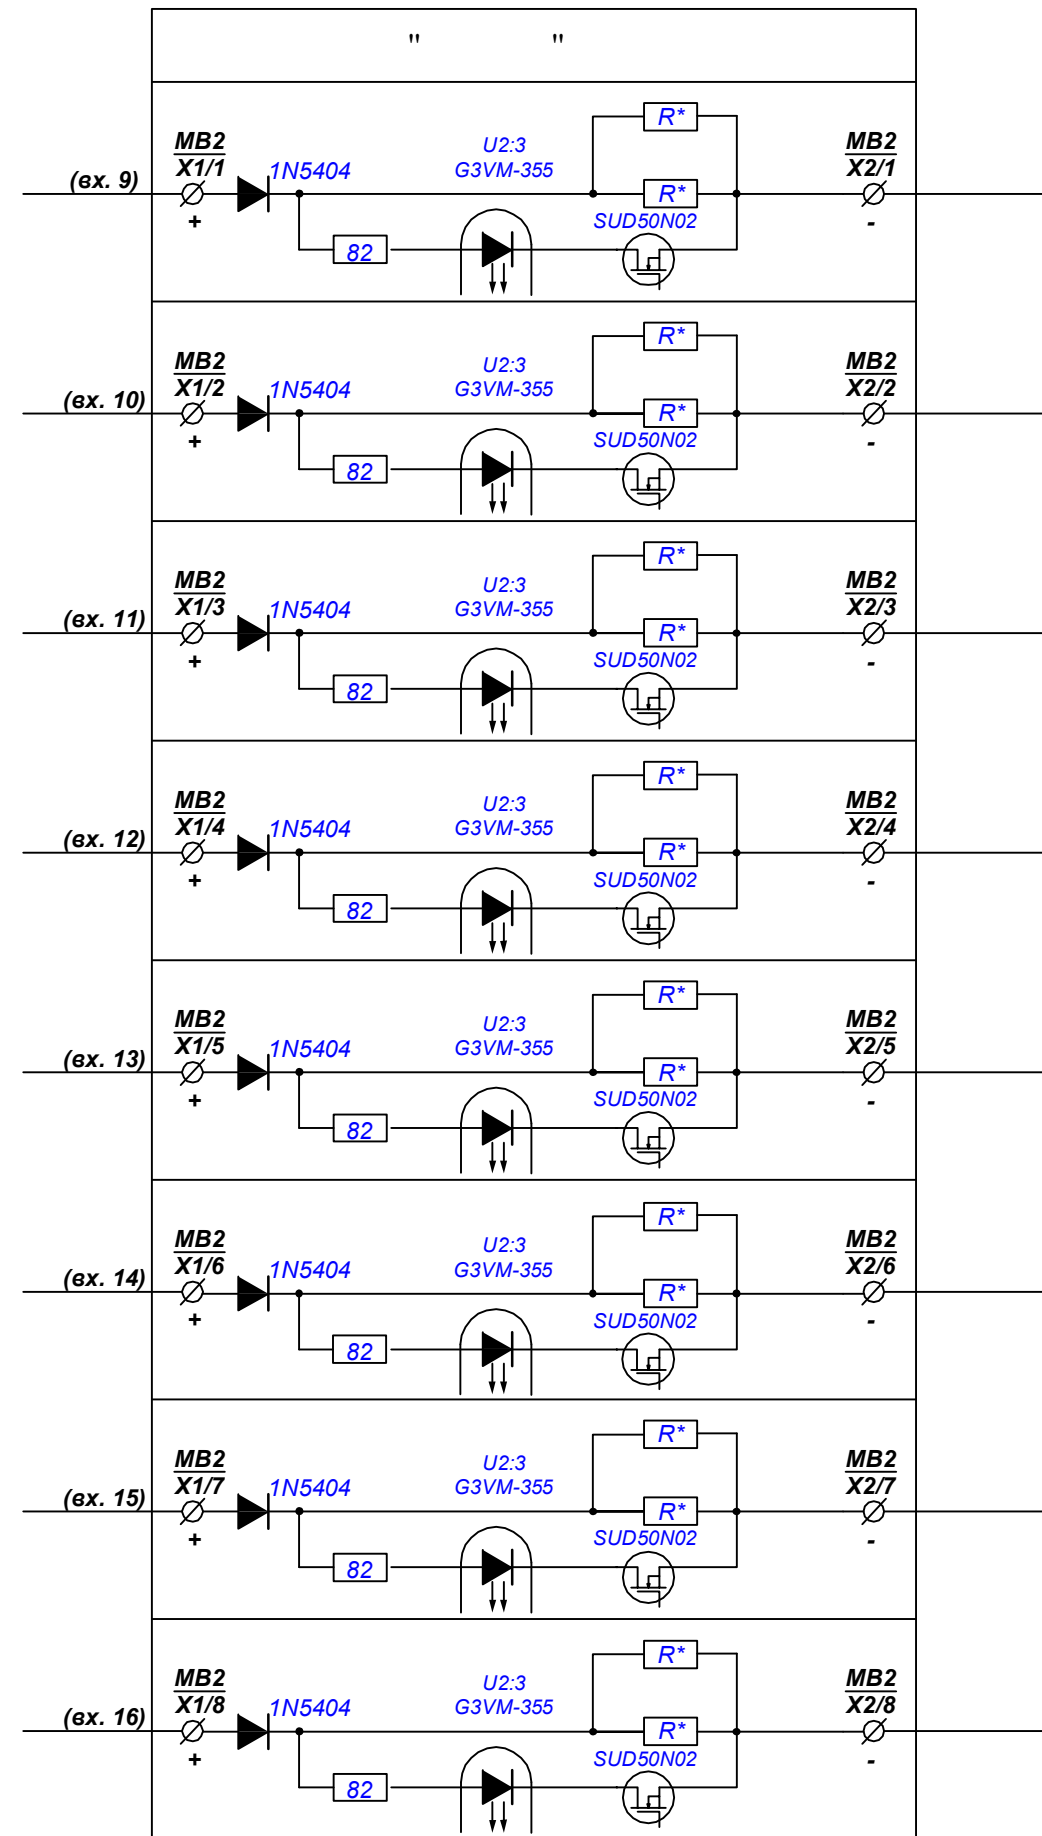 " "
MB2
X1/1
(вх. 9)
+
1N5404
82
U2:3
G3VM-355
R*
R*
SUD50N02
MB2
X2/1
-
MB2
X1/2
(вх. 10)
+
1N5404
82
U2:3
G3VM-355
R*
R*
SUD50N02
MB2
X2/2
-
MB2
X1/3
(вх. 11)
+
1N5404
82
U2:3
G3VM-355
R*
R*
SUD50N02
MB2
X2/3
-
MB2
X1/4
(вх. 12)
+
1N5404
82
U2:3
G3VM-355
R*
R*
SUD50N02
MB2
X2/4
-
MB2
X1/5
(вх. 13)
+
1N5404
82
U2:3
G3VM-355
R*
R*
SUD50N02
MB2
X2/5
-
MB2
X1/6
(вх. 14)
+
1N5404
82
U2:3
G3VM-355
R*
R*
SUD50N02
MB2
X2/6
-
MB2
X1/7
(вх. 15)
+
1N5404
82
U2:3
G3VM-355
R*
R*
SUD50N02
MB2
X2/7
-
MB2
X1/8
(вх. 16)
+
1N5404
82
U2:3
G3VM-355
R*
R*
SUD50N02
MB2
X2/8
-